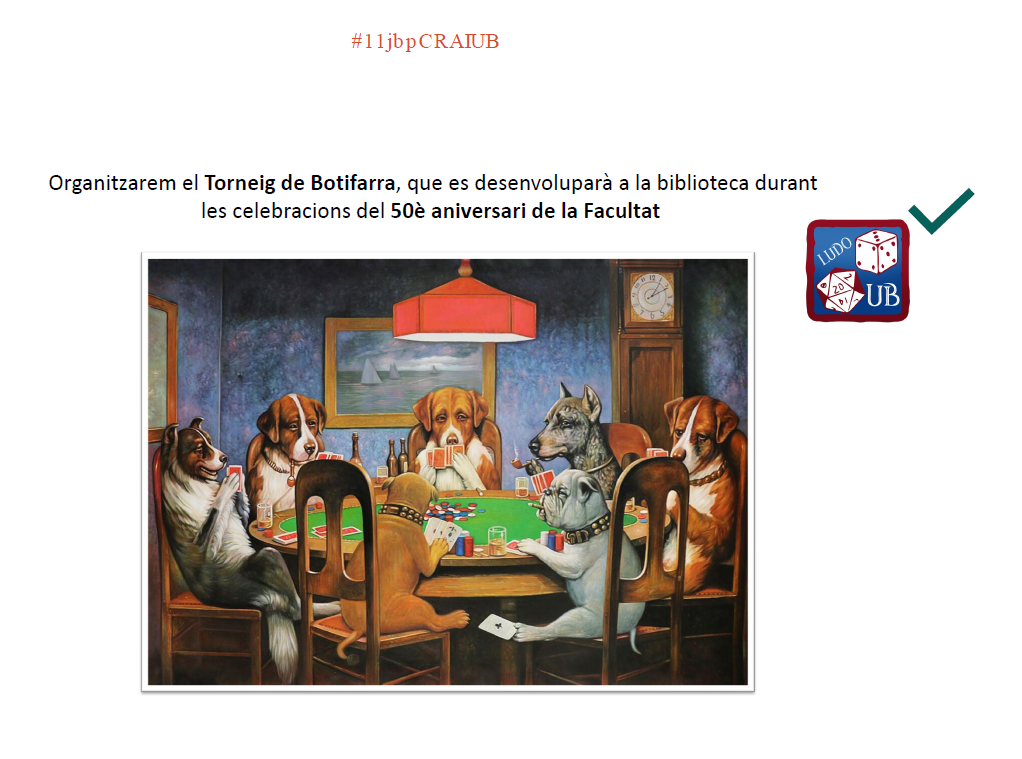 #11jbpCRAIUB
Organitzarem el Torneig de Botifarra, que es desenvoluparà a la biblioteca durant
les celebracions del 50è aniversari de la Facultat
LUDO
20
UB